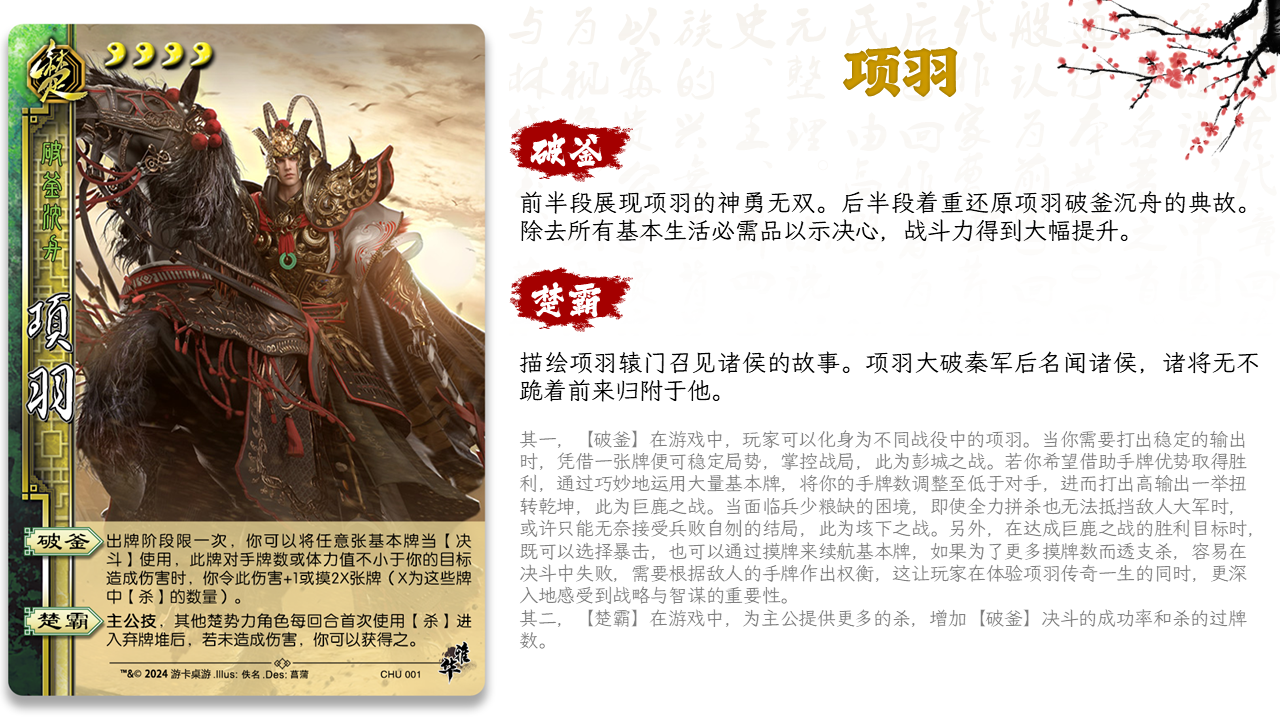 楚
破釜沉舟
项羽
破釜
出牌阶段限一次，你可以将任意张基本牌当【决
斗】使用，此牌对手牌数或体力值不小于你的目标
造成伤害时，你令此伤害+1或摸2X张牌（X为这些牌
中【杀】的数量）。
楚霸
主公技，其他楚势力角色每回合首次使用【杀】进
入弃牌堆后，若未造成伤害，你可以获得之。
™&© 2024 游卡桌游 .Illus: 佚名 .Des: 菖蒲
CHU 001
项羽
破釜
前半段展现项羽的神勇无双。后半段着重还原项羽破釜沉舟的典故。
除去所有基本生活必需品以示决心，战斗力得到大幅提升。
楚霸
描绘项羽辕门召见诸侯的故事。项羽大破秦军后名闻诸侯，诸将无不
跪着前来归附于他。
其一，【破釜】在游戏中，玩家可以化身为不同战役中的项羽。当你需要打出稳定的输出
时，凭借一张牌便可稳定局势，掌控战局，此为彭城之战。若你希望借助手牌优势取得胜
利，通过巧妙地运用大量基本牌，将你的手牌数调整至低于对手，进而打出高输出一举扭
转乾坤，此为巨鹿之战。当面临兵少粮缺的困境，即使全力拼杀也无法抵挡敌人大军时，
或许只能无奈接受兵败自刎的结局，此为垓下之战。另外，在达成巨鹿之战的胜利目标时，
既可以选择暴击，也可以通过摸牌来续航基本牌，如果为了更多摸牌数而透支杀，容易在
决斗中失败，需要根据敌人的手牌作出权衡，这让玩家在体验项羽传奇一生的同时，更深
入地感受到战略与智谋的重要性。
其二，【楚霸】在游戏中，为主公提供更多的杀，增加【破釜】决斗的成功率和杀的过牌
数。